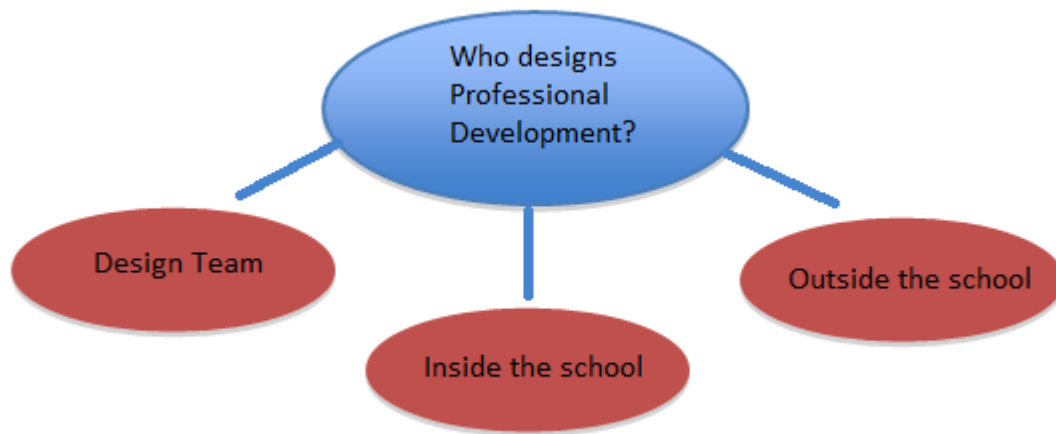 Who designs
Professional
Development?
Design Team
Outside the school
Inside the school